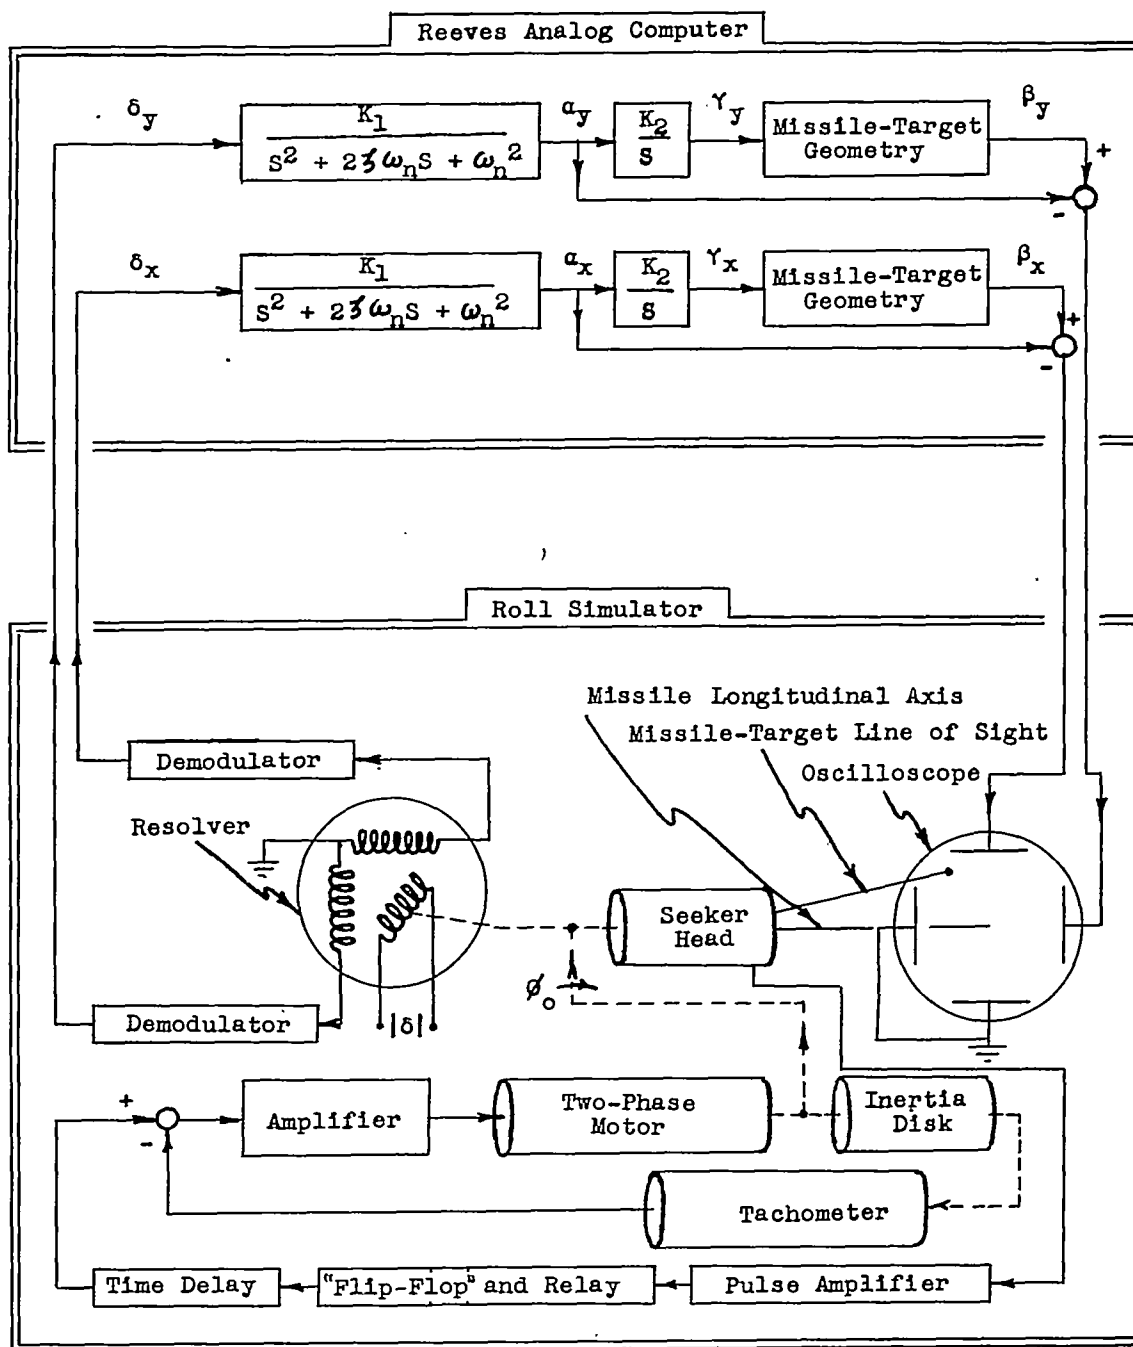 Reeves Analog Computer
δy
K1
S² + 2ζωnS + ωn²
αy
K2
S
γy
Missile-Target
Geometry
βy
+
-
δx
K1
S² + 2ζωnS + ωn²
αx
K2
S
γx
Missile-Target
Geometry
βx
+
-
Roll Simulator
Missile Longitudinal Axis
Missile-Target Line of Sight
Oscilloscope
Demodulator
Resolver
Seeker
Head
ϕo
Demodulator
|δ|
+
-
Amplifier
Two-Phase
Motor
Inertia
Disk
Tachometer
Time Delay
"Flip-Flop" and Relay
Pulse Amplifier